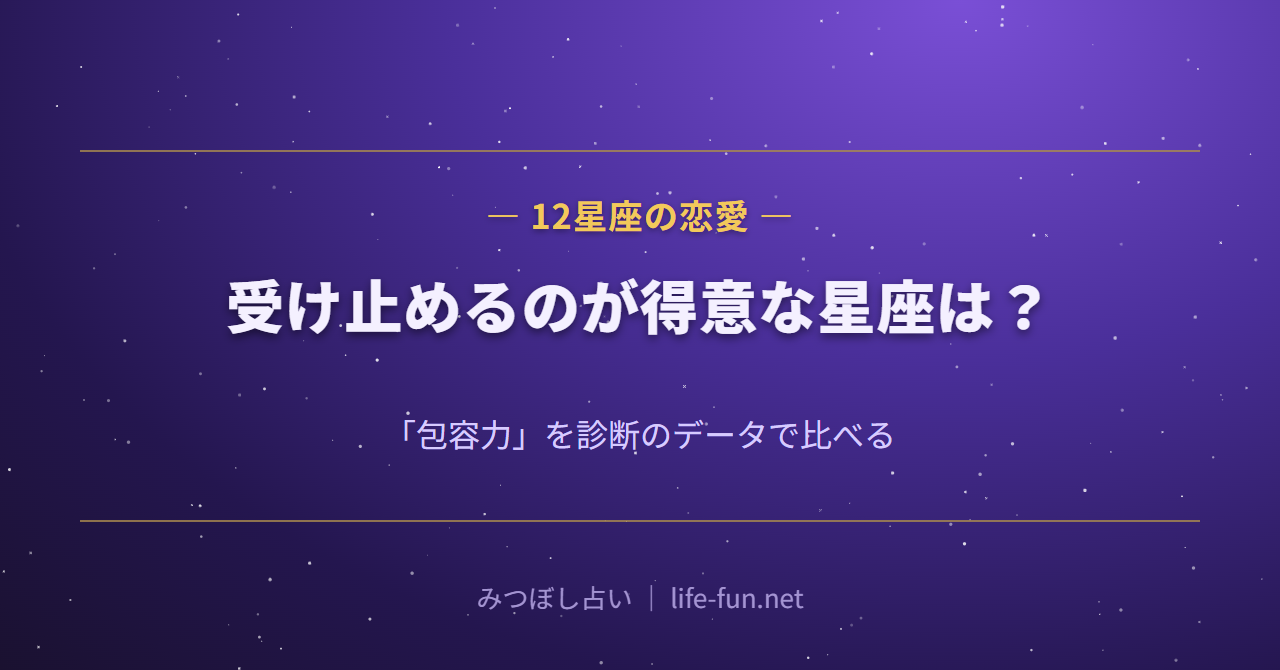 — 12星座の恋愛 —
受け止めるのが得意な星座は？
「包容力」を診断のデータで比べる
みつぼし占い ｜ life-fun.net